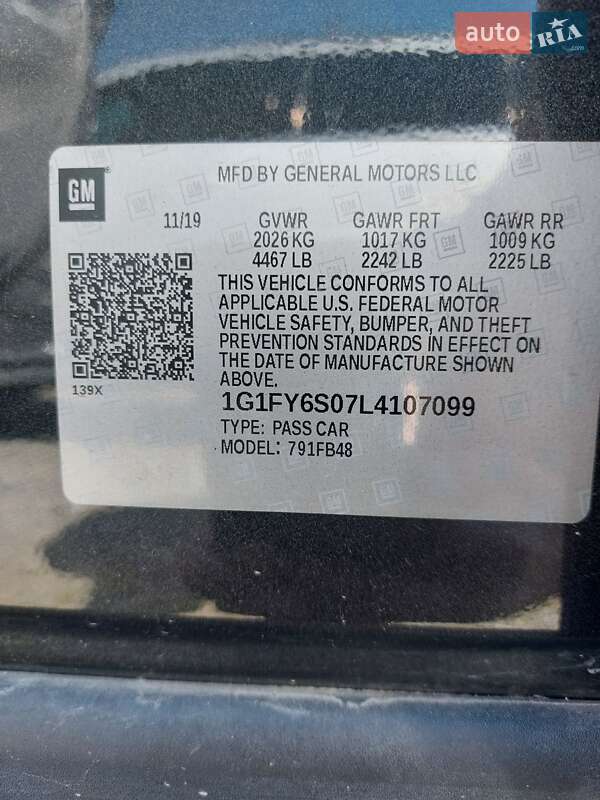 auto RIA.com
GM
MFD BY GENERAL MOTORS LLC
11/19 GVWR GAWR FRT GAWR RR
2026 KG 1017 KG 1009 KG
4467 LB 2242 LB 2225 LB
THIS VEHICLE CONFORMS TO ALL
APPLICABLE U.S. FEDERAL MOTOR
VEHICLE SAFETY, BUMPER, AND THEFT
PREVENTION STANDARDS IN EFFECT ON
THE DATE OF MANUFACTURE SHOWN
ABOVE.
139X
1G1FY6S07L4107099
TYPE: PASS CAR
MODEL: 791FB48